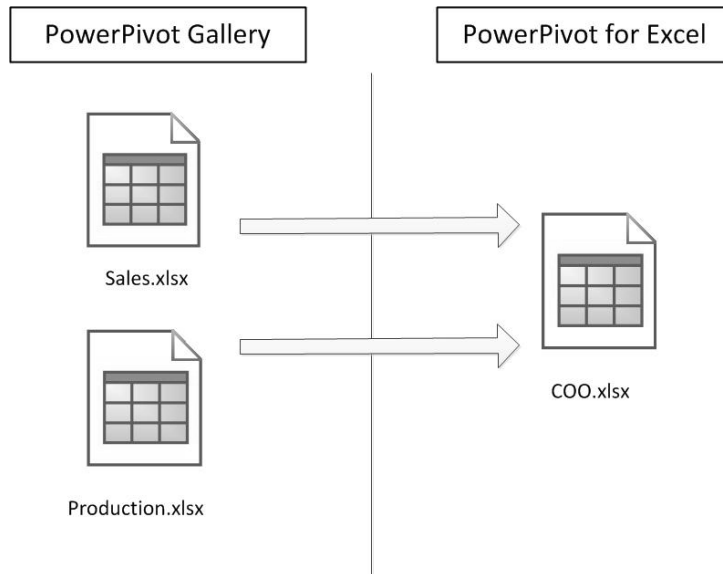 PowerPivot Gallery
PowerPivot for Excel
Sales.xlsx
COO.xlsx
Production.xlsx